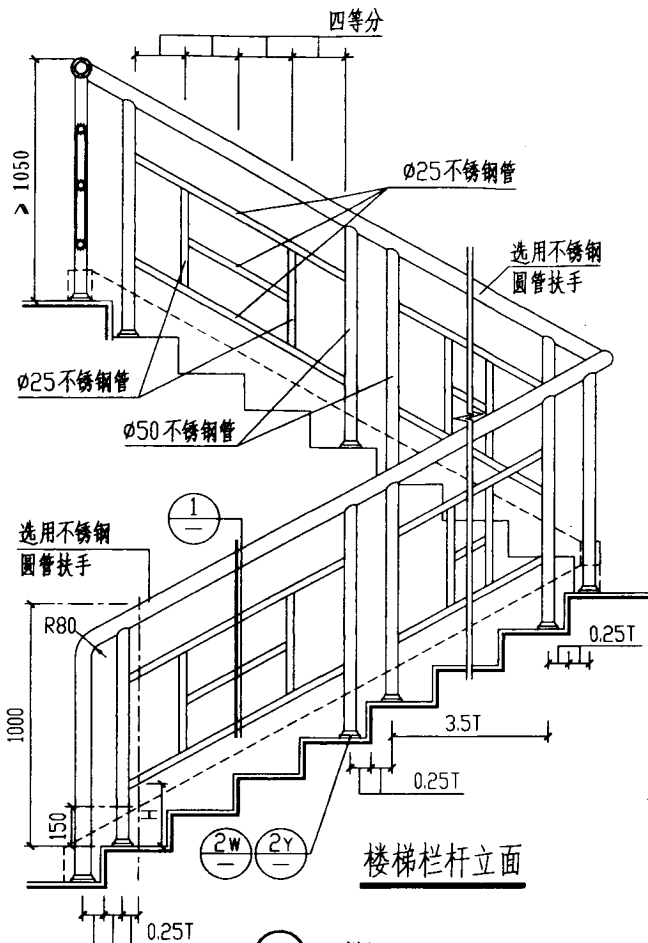 四等分
≥1050
Ø25不锈钢管
选用不锈钢
圆管扶手
Ø25不锈钢管
Ø50不锈钢管
1
选用不锈钢
圆管扶手
R80
1000
150
H
0.25T
3.5T
0.25T
2W 2Y
楼梯栏杆立面
0.25T